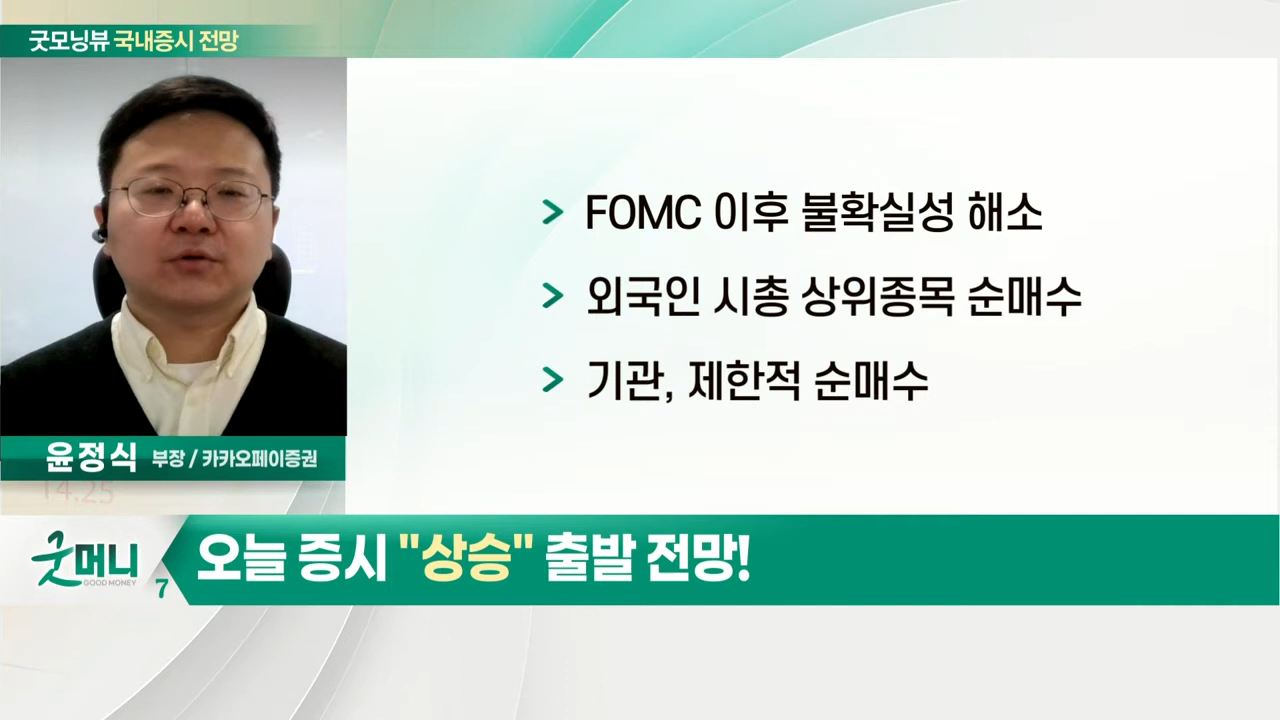 굿모닝뷰 국내증시 전망
> FOMC 이후 불확실성 해소
> 외국인 시총 상위종목 순매수
> 기관, 제한적 순매수
윤정식 부장 / 카카오페이증권
14.25
굿머니
GOOD MONEY
7
오늘 증시 "상승" 출발 전망!